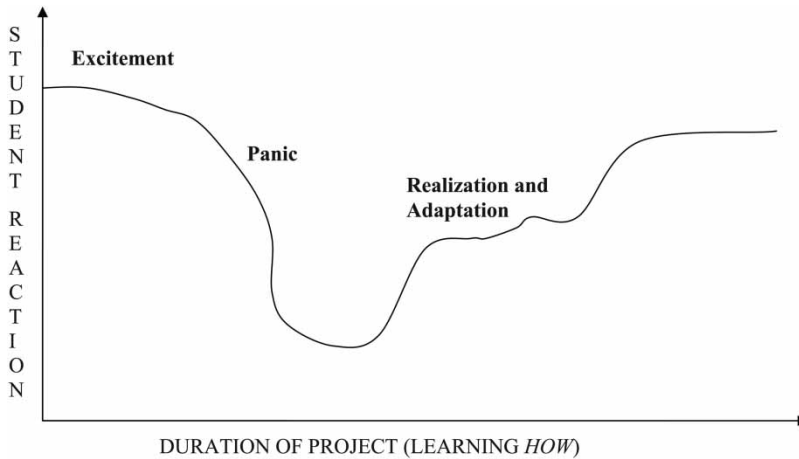 STUDENT REACTION
Excitement
Panic
Realization and
Adaptation
DURATION OF PROJECT (LEARNING HOW)